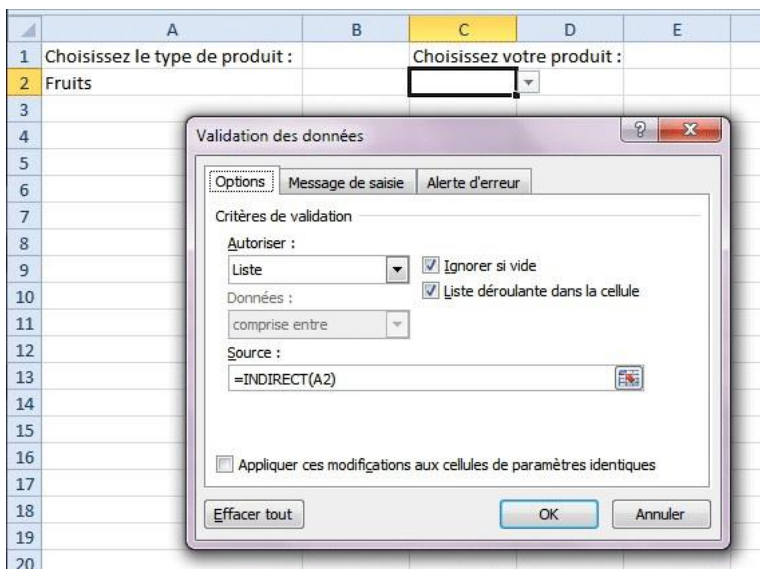 A B C D E
1 Choisissez le type de produit : Choisissez votre produit :
2 Fruits
3
4
5
6
7
8
9
10
11
12
13
14
15
16
17
18
19
20
Validation des données
? X
Options Message de saisie Alerte d'erreur
Critères de validation
Autoriser :
Liste Ignorer si vide
Données : Liste déroulante dans la cellule
comprise entre
Source :
=INDIRECT(A2)
Appliquer ces modifications aux cellules de paramètres identiques
Effacer tout OK Annuler